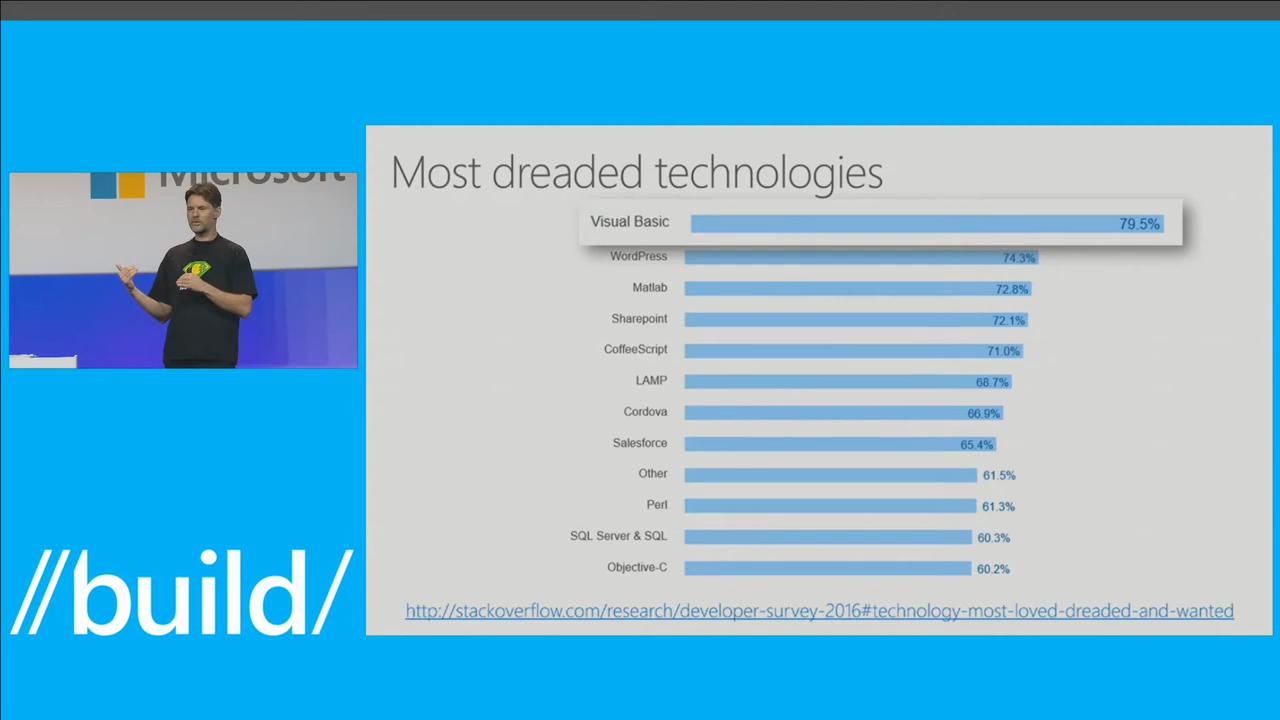 Microsoft
Most dreaded technologies
Visual Basic 79.5%
WordPress 74.3%
Matlab 72.8%
Sharepoint 72.1%
CoffeeScript 71.0%
LAMP 68.7%
Cordova 66.9%
Salesforce 65.4%
Other 61.5%
Perl 61.3%
SQL Server & SQL 60.3%
Objective-C 60.2%
http://stackoverflow.com/research/developer-survey-2016#technology-most-loved-dreaded-and-wanted
//build/